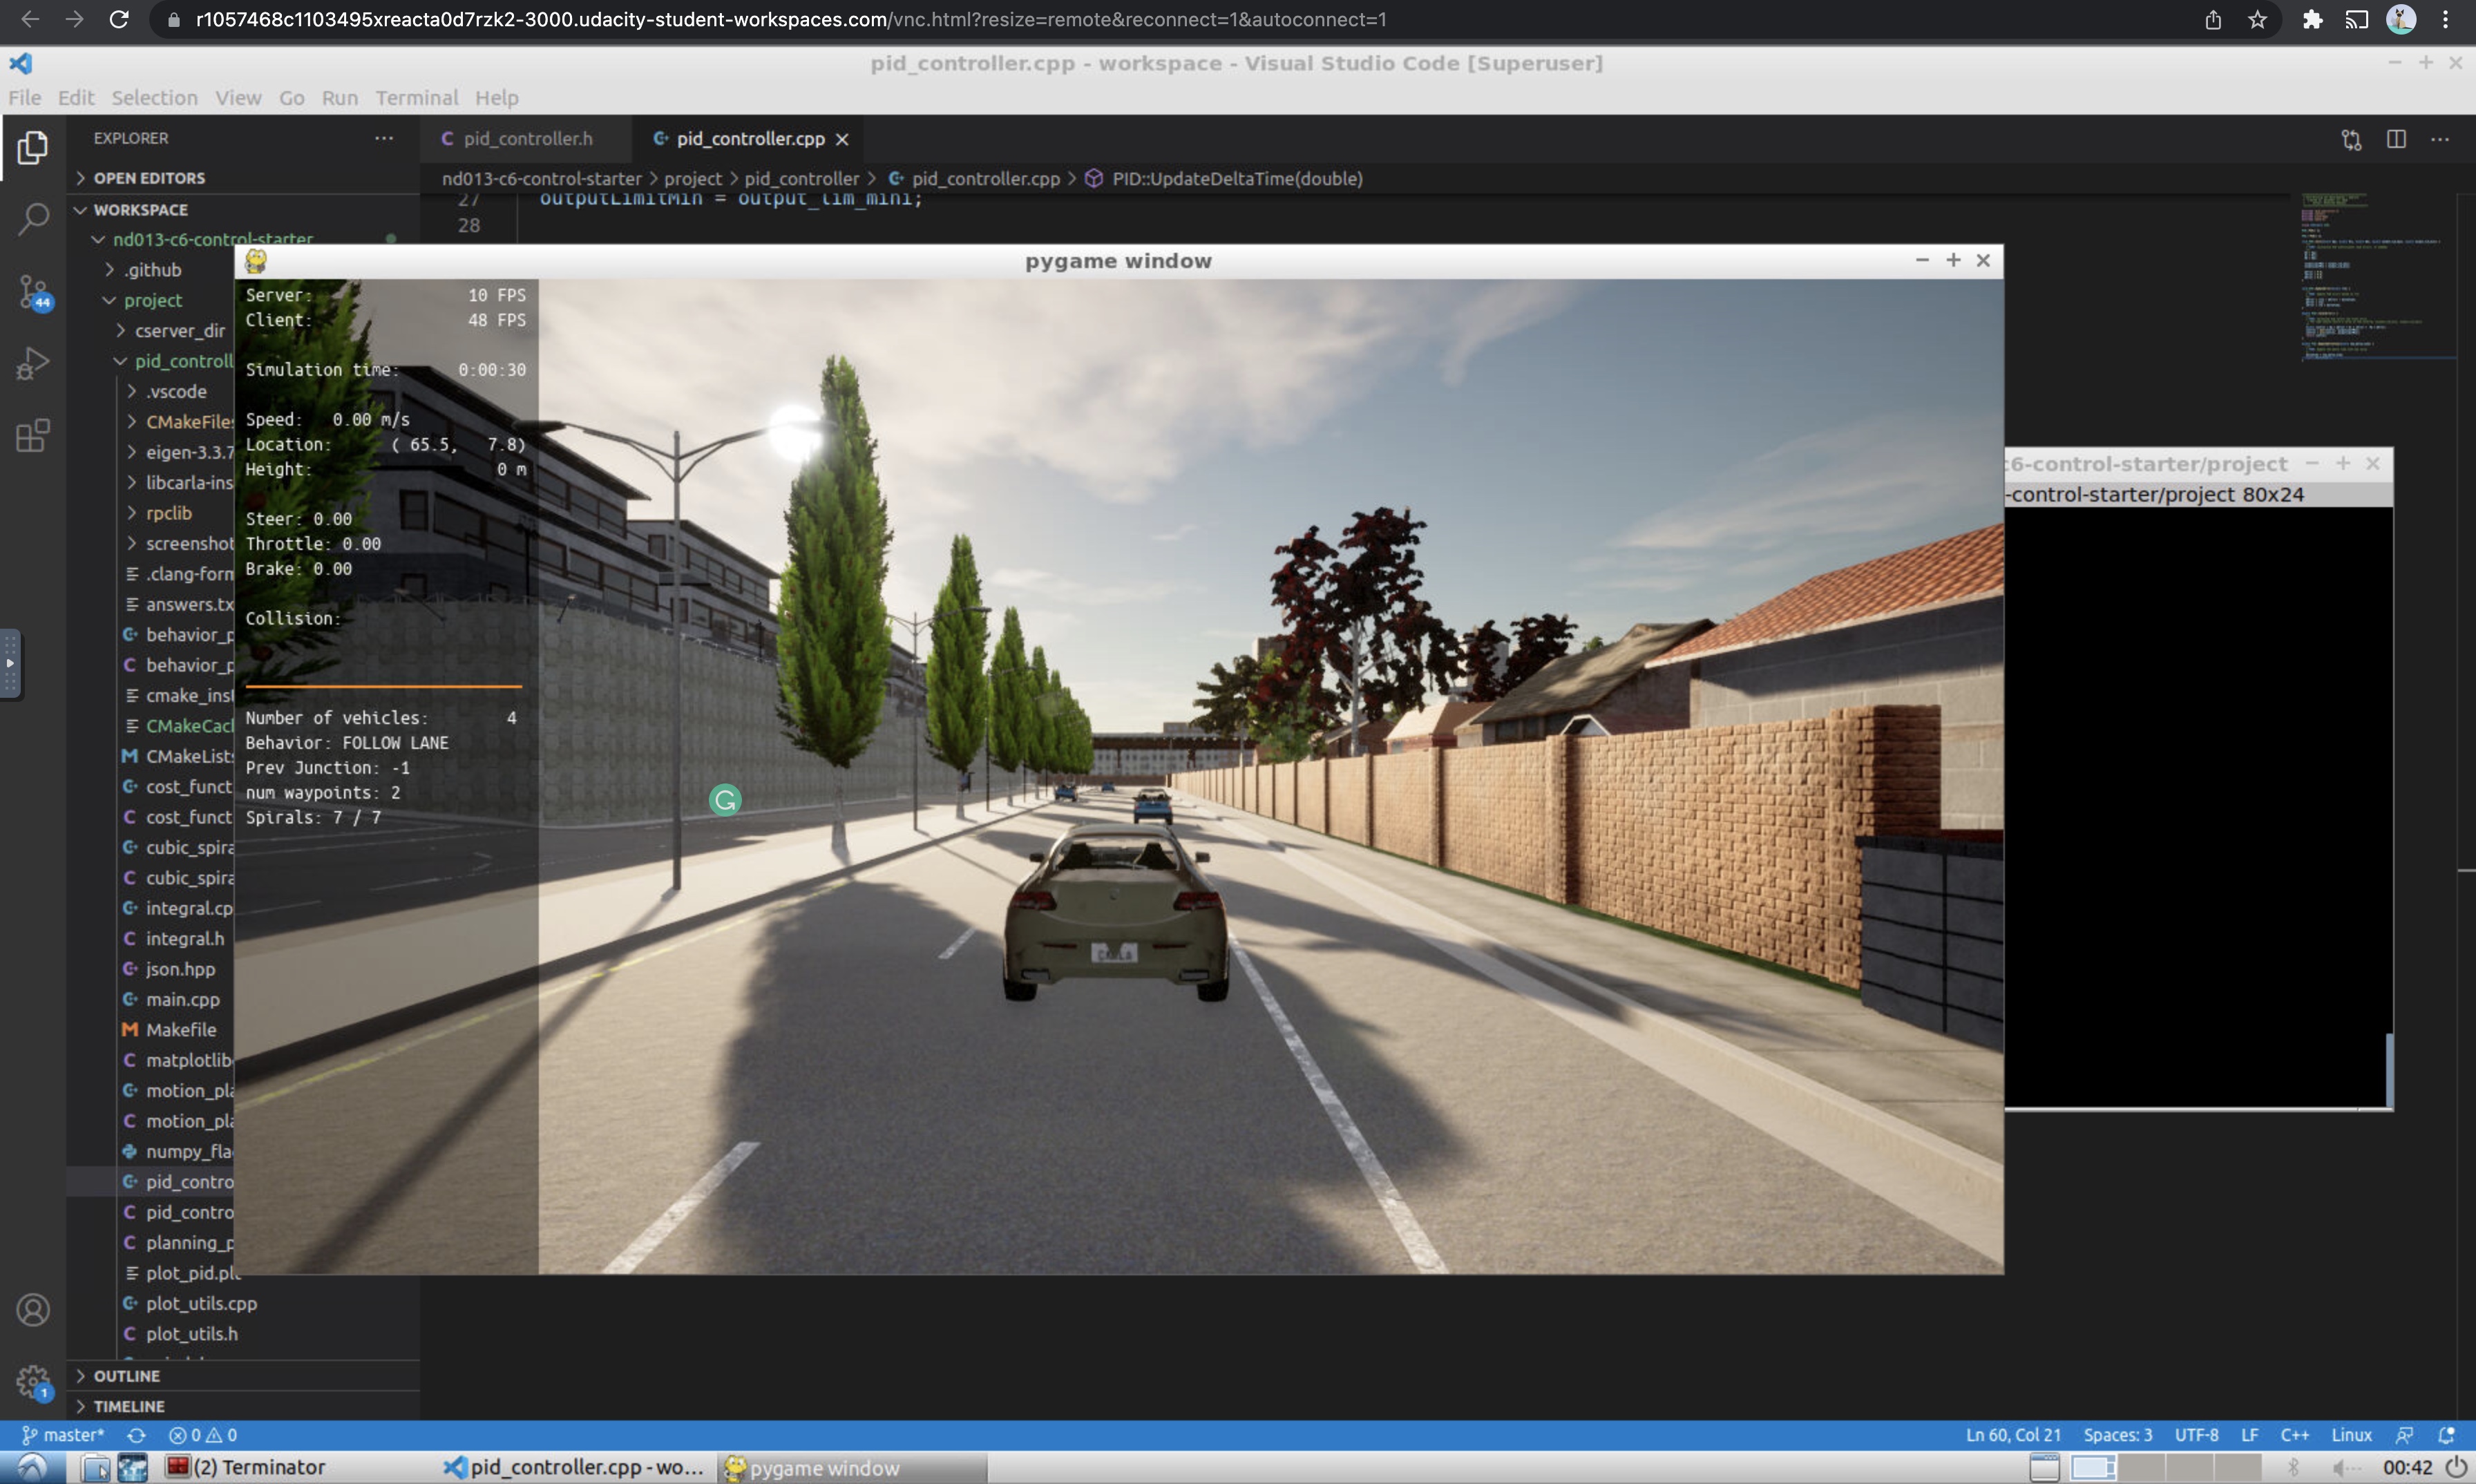 r1057468c1103495xreacta0d7rzk2-3000.udacity-student-workspaces.com/vnc.html?resize=remote&reconnect=1&autoconnect=1
pid_controller.cpp - workspace - Visual Studio Code [Superuser]
File Edit Selection View Go Run Terminal Help
EXPLORER
pid_controller.h
pid_controller.cpp
OPEN EDITORS
nd013-c6-control-starter > project > pid_controller > pid_controller.cpp > PID::UpdateDeltaTime(double)
WORKSPACE
27 outputLimitMin = output_lim_mini;
28
nd013-c6-control-starter
.github
project
cserver_dir
pid_controll
.vscode
CMakeFile
eigen-3.3.7
libcarla-ins
rpclib
screenshot
.clang-form
answers.tx
behavior_p
behavior_p
cmake_inst
CMakeCacl
CMakeLists
cost_funct
cost_funct
cubic_spira
cubic_spira
integral.cp
integral.h
json.hpp
main.cpp
Makefile
matplotlib
motion_pla
motion_pla
numpy_fla
pid_contro
pid_contro
planning_p
plot_pid.plt
plot_utils.cpp
plot_utils.h
OUTLINE
TIMELINE
44
1
pygame window
Server: 10 FPS
Client: 48 FPS
Simulation time: 0:00:30
Speed: 0.00 m/s
Location: ( 65.5, 7.8)
Height: 0 m
Steer: 0.00
Throttle: 0.00
Brake: 0.00
Collision:
Number of vehicles: 4
Behavior: FOLLOW LANE
Prev Junction: -1
num waypoints: 2
Spirals: 7 / 7
CARLA
c6-control-starter/project
-control-starter/project 80x24
master* 0 0
Ln 60, Col 21 Spaces: 3 UTF-8 LF C++ Linux
(2) Terminator
pid_controller.cpp - wo...
pygame window
00:42